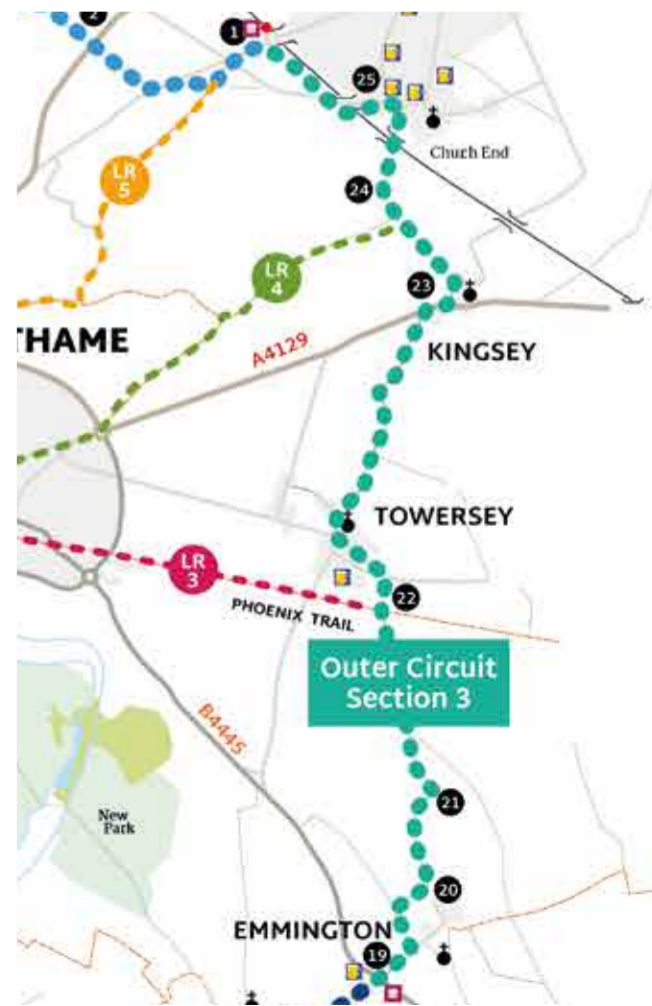 2
1
25
Church End
LR
5
24
LR
4
23
THAME
A4129
KINGSEY
TOWERSEY
LR
3
22
PHOENIX TRAIL
Outer Circuit
Section 3
B4445
21
New
Park
20
EMMINGTON
19